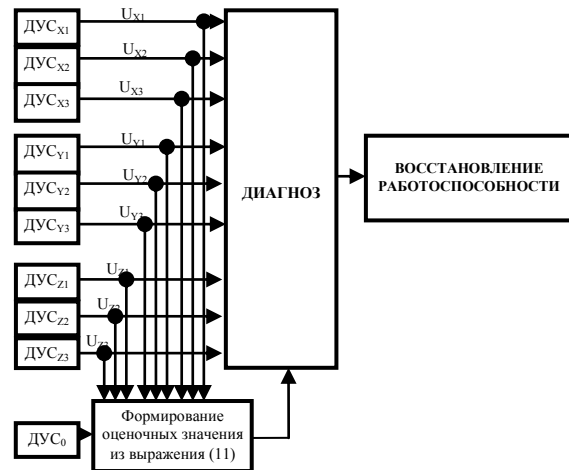 ДУС_X1 U_X1
ДУС_X2 U_X2
ДУС_X3 U_X3
ДУС_Y1 U_Y1
ДУС_Y2 U_Y2
ДУС_Y3 U_Y3
ДУС_Z1 U_Z1
ДУС_Z2 U_Z2
ДУС_Z3 U_Z3
ДИАГНОЗ
ВОССТАНОВЛЕНИЕ
РАБОТОСПОСОБНОСТИ
ДУС_0
Формирование
оценочных значения
из выражения (11)